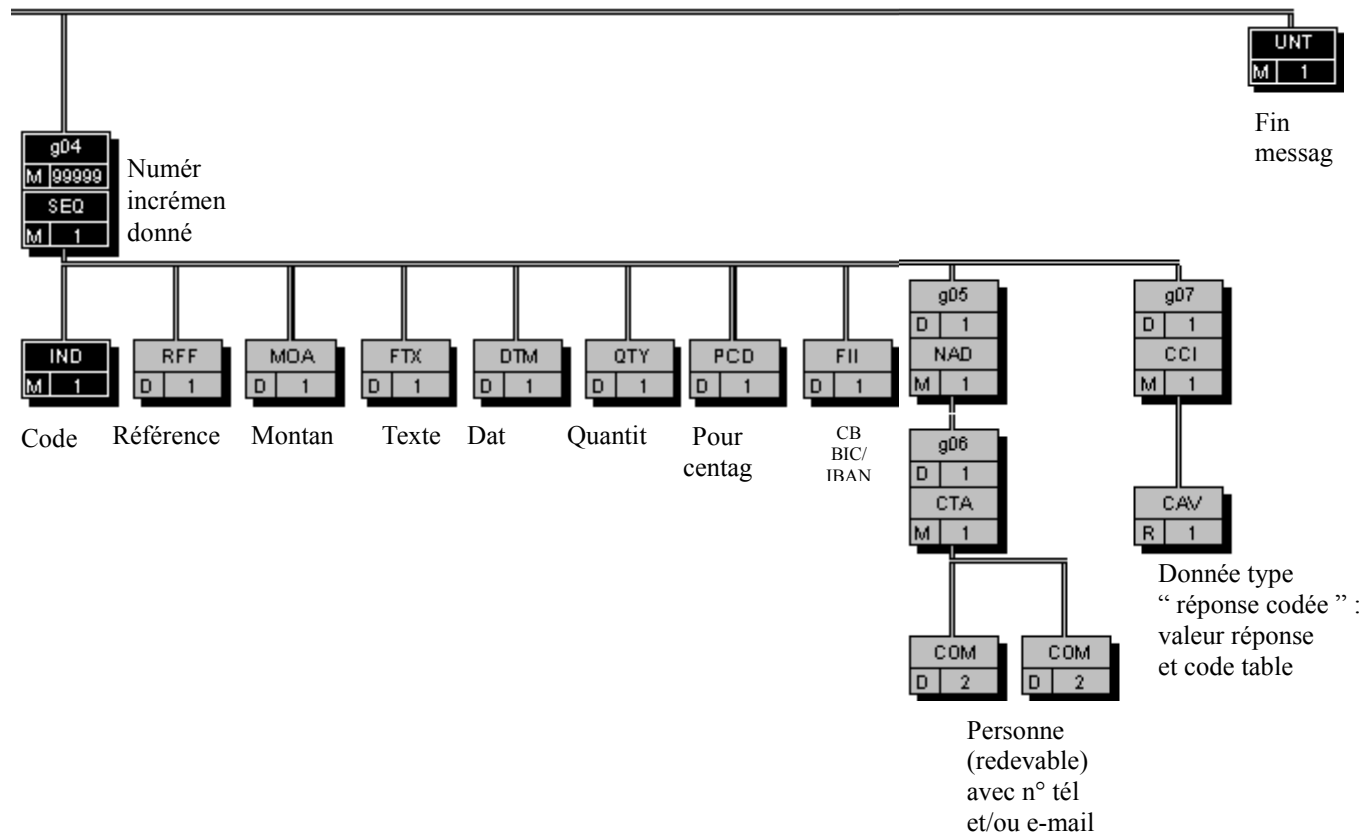 UNT
M 1
Fin
messag
g04
M 99999
SEQ
M 1
Numér
incrémen
donné
IND
M 1
Code
RFF
D 1
Référence
MOA
D 1
Montan
FTX
D 1
Texte
DTM
D 1
Dat
QTY
D 1
Quantit
PCD
D 1
Pour
centag
FII
D 1
CB
BIC/
IBAN
g05
D 1
NAD
M 1
g06
D 1
CTA
M 1
COM
D 2
COM
D 2
Personne
(redevable)
avec n° tél
et/ou e-mail
g07
D 1
CCI
M 1
CAV
R 1
Donnée type
“ réponse codée ” :
valeur réponse
et code table